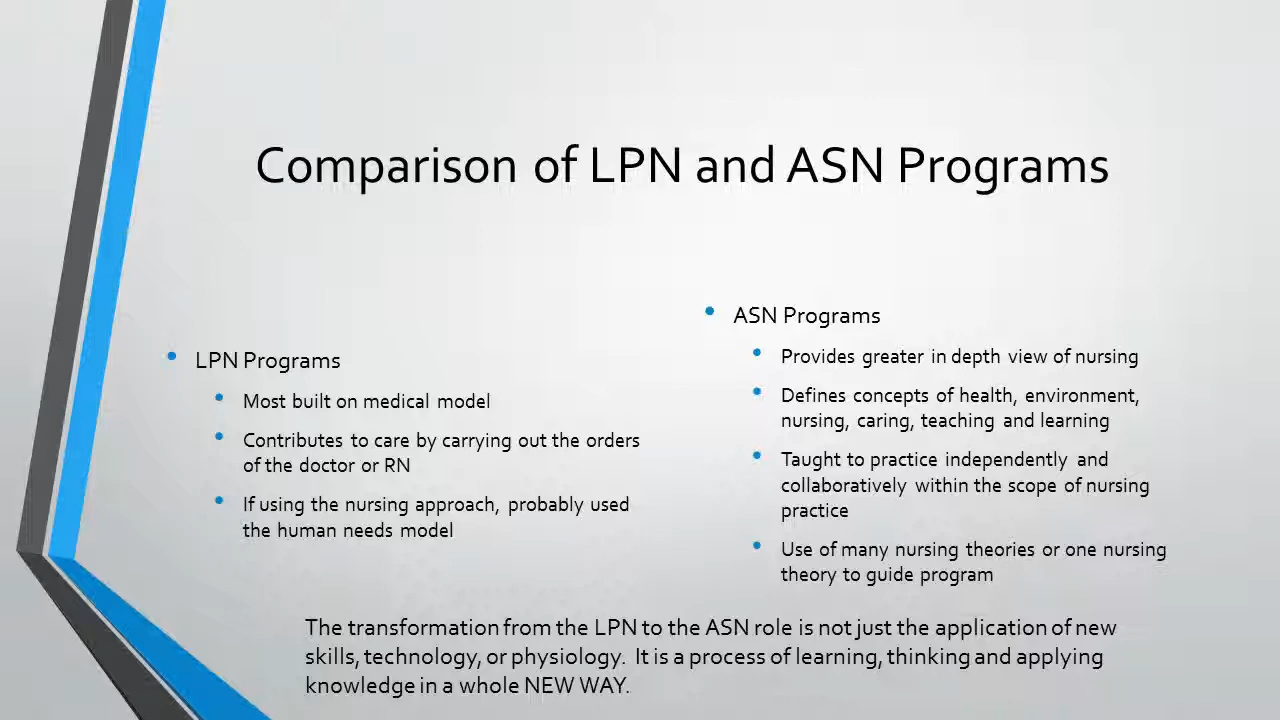 Comparison of LPN and ASN Programs
• LPN Programs
• Most built on medical model
• Contributes to care by carrying out the orders
of the doctor or RN
• If using the nursing approach, probably used
the human needs model
• ASN Programs
• Provides greater in depth view of nursing
• Defines concepts of health, environment,
nursing, caring, teaching and learning
• Taught to practice independently and
collaboratively within the scope of nursing
practice
• Use of many nursing theories or one nursing
theory to guide program
The transformation from the LPN to the ASN role is not just the application of new
skills, technology, or physiology. It is a process of learning, thinking and applying
knowledge in a whole NEW WAY.